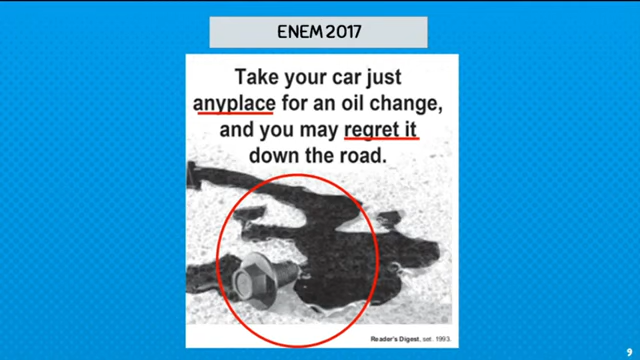 ENEM 2017
Take your car just
anyplace for an oil change,
and you may regret it
down the road.
Reader's Digest, set. 1993.
9